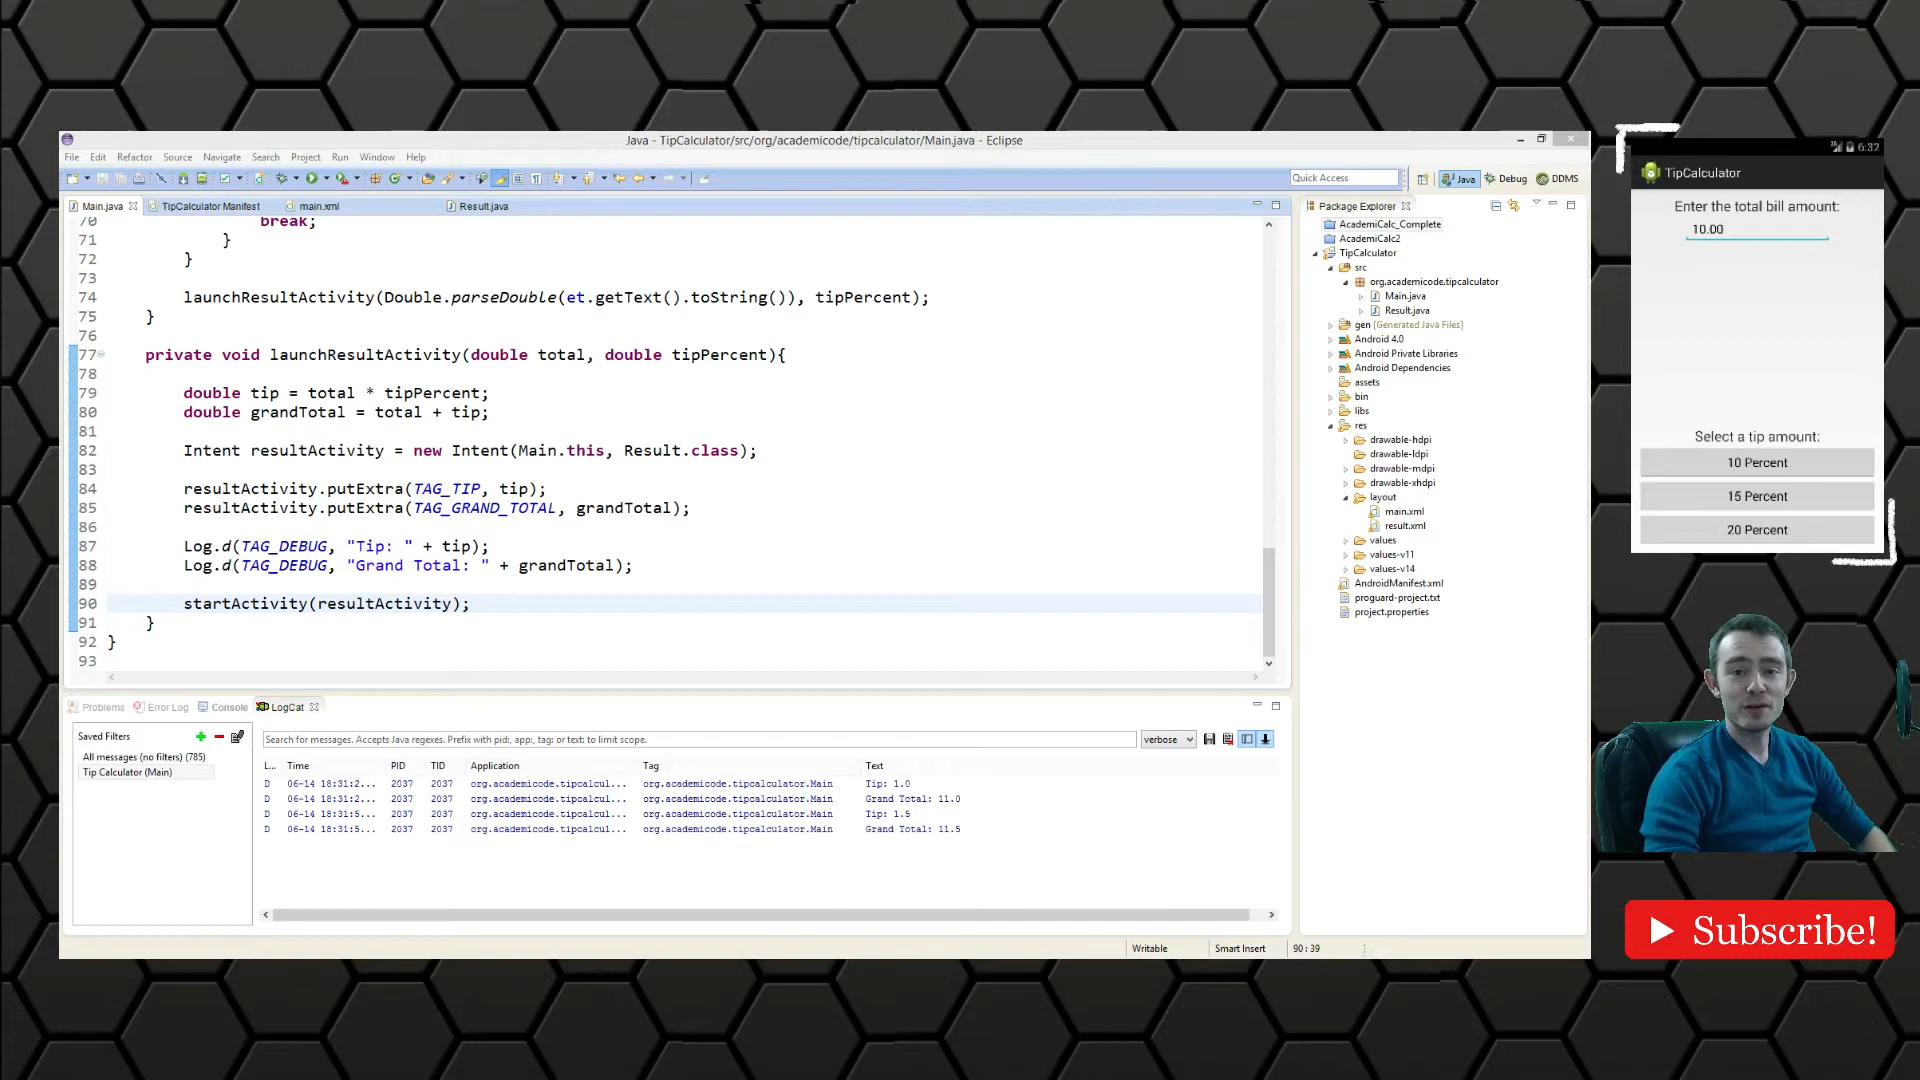 Java - TipCalculator/src/org/academicode/tipcalculator/Main.java - Eclipse
File Edit Refactor Source Navigate Search Project Run Window Help
Quick Access
Java Debug DDMS
Main.java TipCalculator Manifest main.xml Result.java
70 break;
71 }
72 }
73
74 launchResultActivity(Double.parseDouble(et.getText().toString()), tipPercent);
75 }
76
77 private void launchResultActivity(double total, double tipPercent){
78
79 double tip = total * tipPercent;
80 double grandTotal = total + tip;
81
82 Intent resultActivity = new Intent(Main.this, Result.class);
83
84 resultActivity.putExtra(TAG_TIP, tip);
85 resultActivity.putExtra(TAG_GRAND_TOTAL, grandTotal);
86
87 Log.d(TAG_DEBUG, "Tip: " + tip);
88 Log.d(TAG_DEBUG, "Grand Total: " + grandTotal);
89
90 startActivity(resultActivity);
91 }
92 }
93
Problems Error Log Console LogCat
Saved Filters
All messages (no filters) (785)
Tip Calculator (Main)
Search for messages. Accepts Java regexes. Prefix with pid:, app:, tag: or text: to limit scope.
verbose
L... Time PID TID Application Tag Text
D 06-14 18:31:2... 2037 2037 org.academicode.tipcalcul... org.academicode.tipcalculator.Main Tip: 1.0
D 06-14 18:31:2... 2037 2037 org.academicode.tipcalcul... org.academicode.tipcalculator.Main Grand Total: 11.0
D 06-14 18:31:5... 2037 2037 org.academicode.tipcalcul... org.academicode.tipcalculator.Main Tip: 1.5
D 06-14 18:31:5... 2037 2037 org.academicode.tipcalcul... org.academicode.tipcalculator.Main Grand Total: 11.5
Writable Smart Insert 90 : 39
Package Explorer
AcademiCalc_Complete
AcademiCalc2
TipCalculator
src
org.academicode.tipcalculator
Main.java
Result.java
gen [Generated Java Files]
Android 4.0
Android Private Libraries
Android Dependencies
assets
bin
libs
res
drawable-hdpi
drawable-ldpi
drawable-mdpi
drawable-xhdpi
layout
main.xml
result.xml
values
values-v11
values-v14
AndroidManifest.xml
proguard-project.txt
project.properties
6:32
TipCalculator
Enter the total bill amount:
10.00
Select a tip amount:
10 Percent
15 Percent
20 Percent
Subscribe!